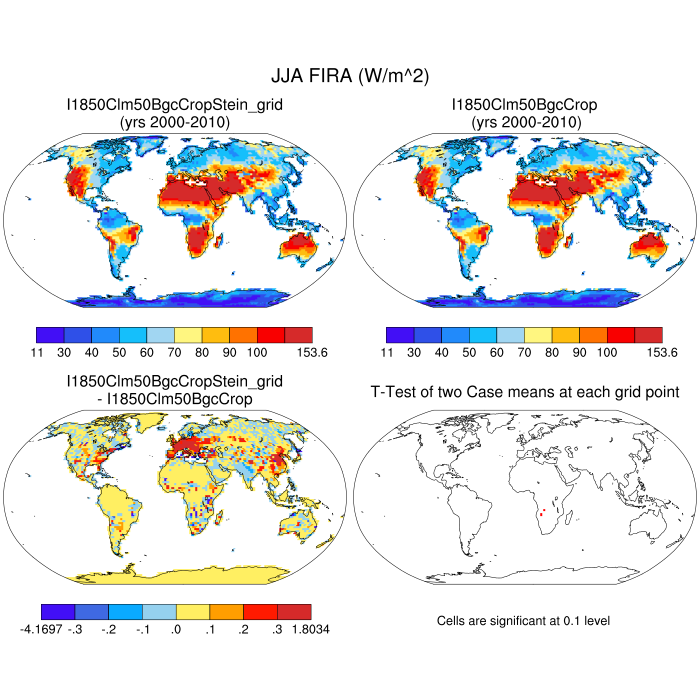 JJA FIRA (W/m^2)
I1850Clm50BgcCropStein_grid
(yrs 2000-2010)
I1850Clm50BgcCrop
(yrs 2000-2010)
11 30 40 50 60 70 80 90 100 153.6
11 30 40 50 60 70 80 90 100 153.6
I1850Clm50BgcCropStein_grid
- I1850Clm50BgcCrop
T-Test of two Case means at each grid point
-4.1697 -.3 -.2 -.1 .0 .1 .2 .3 1.8034
Cells are significant at 0.1 level